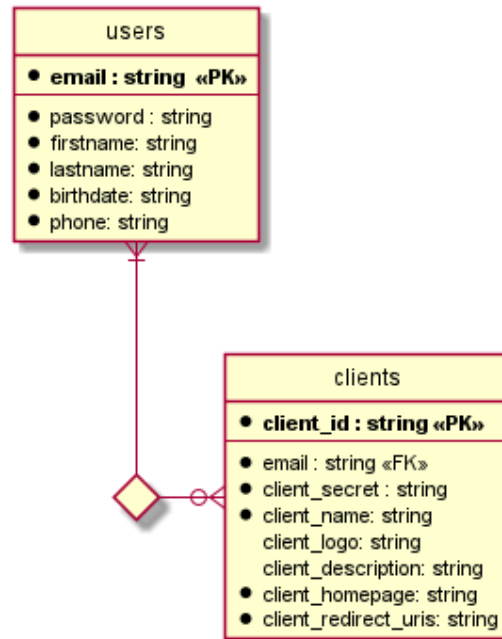 users
email : string «PK»
password : string
firstname: string
lastname: string
birthdate: string
phone: string
clients
client_id : string «PK»
email : string «FK»
client_secret : string
client_name: string
client_logo: string
client_description: string
client_homepage: string
client_redirect_uris: string